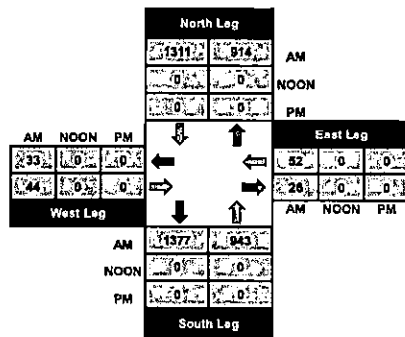 North Leg
1311 914 AM
0 0 NOON
0 0 PM
AM NOON PM
33 0 0
44 0 0
West Leg
East Leg
52 0 0
26 0 0
AM NOON PM
AM 1377 943
NOON 0 0
PM 0 0
South Leg